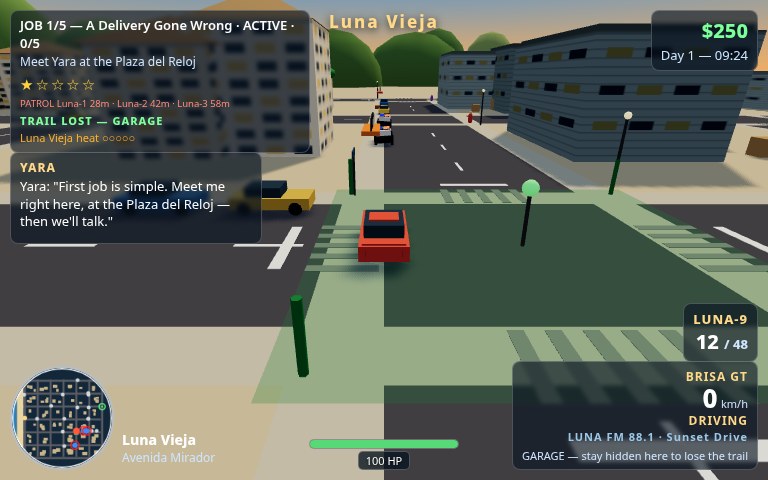 Luna Vieja
JOB 1/5 — A Delivery Gone Wrong · ACTIVE ·
0/5
Meet Yara at the Plaza del Reloj
★☆☆☆☆
PATROL Luna-1 28m · Luna-2 42m · Luna-3 58m
TRAIL LOST — GARAGE
Luna Vieja heat ○○○○○
YARA
Yara: "First job is simple. Meet me
right here, at the Plaza del Reloj —
then we'll talk."
$250
Day 1 — 09:24
LUNA-9
12 / 48
BRISA GT
0 km/h
DRIVING
LUNA FM 88.1 · Sunset Drive
GARAGE — stay hidden here to lose the trail
Luna Vieja
Avenida Mirador
100 HP